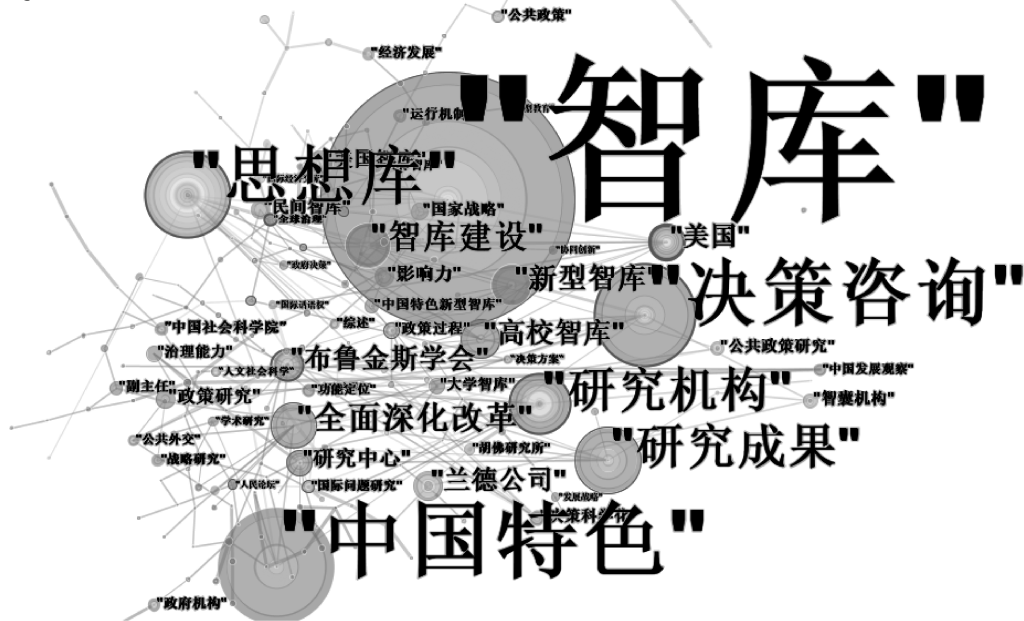 "公共政策"
"经济发展"
"智库"
"运行机制"
"思想库"
"民间智库"
"全球治理"
"国家战略"
"智库建设"
"美国"
"协同创新"
"政府决策"
"影响力"
"新型智库"
"决策咨询"
"国际话语权"
"中国特色新型智库"
"中国社会科学院"
"综述"
"政策过程"
"高校智库"
"公共政策研究"
"治理能力"
"布鲁金斯学会"
"决策方案"
"人文社会科学"
"中国发展观察"
"副主任"
"政策研究"
"功能定位"
"大学智库"
"研究机构"
"智囊机构"
"学术研究"
"全面深化改革"
"公共外交"
"胡佛研究所"
"研究成果"
"战略研究"
"研究中心"
"人民论坛"
"国际问题研究"
"兰德公司"
"发展战略"
"决策科学化"
"中国特色"
"政府机构"